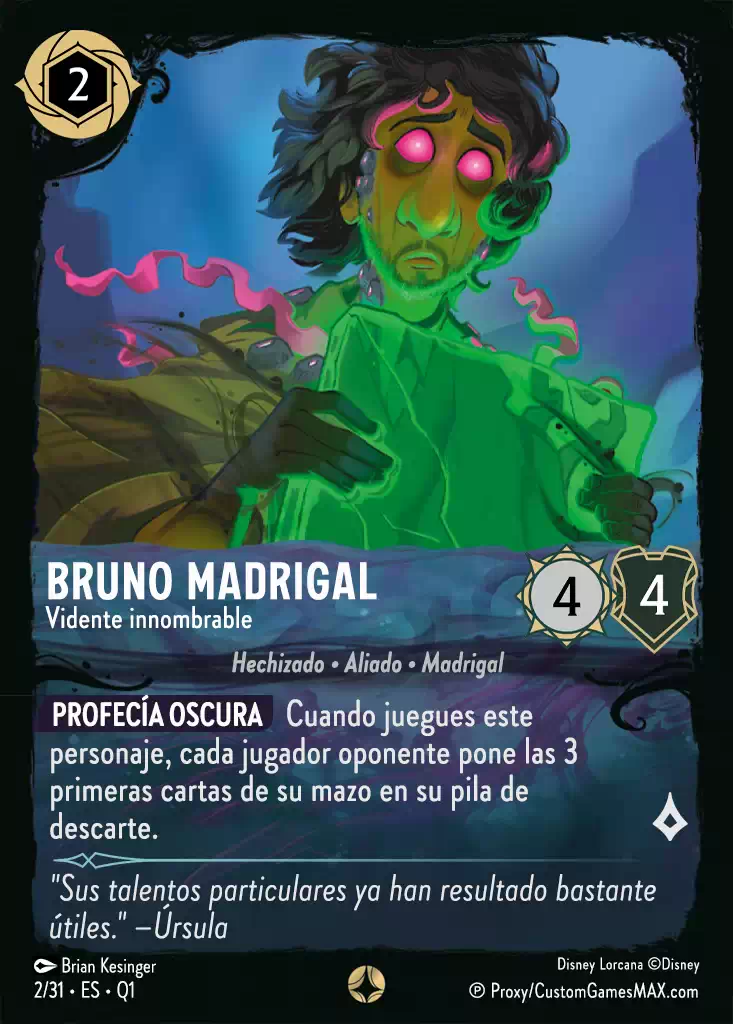 2
BRUNO MADRIGAL
Vidente innombrable
4
4
Hechizado • Aliado • Madrigal
PROFECÍA OSCURA Cuando juegues este
personaje, cada jugador oponente pone las 3
primeras cartas de su mazo en su pila de
descarte.
"Sus talentos particulares ya han resultado bastante
útiles." —Úrsula
Brian Kesinger
Disney Lorcana ©Disney
2/31 • ES • Q1
Ⓟ Proxy/CustomGamesMAX.com